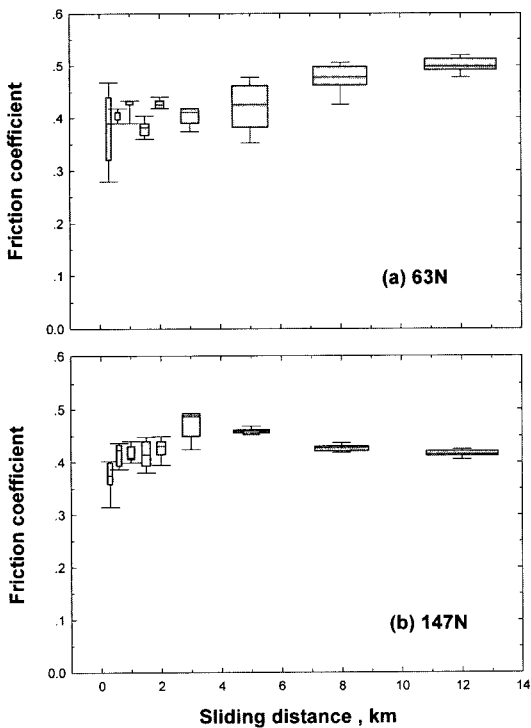 Friction coefficient
.6
.5
.4
.3
.2
.1
0.0
(a) 63N
Friction coefficient
.6
.5
.4
.3
.2
.1
0.0
(b) 147N
0 2 4 6 8 10 12 14
Sliding distance , km